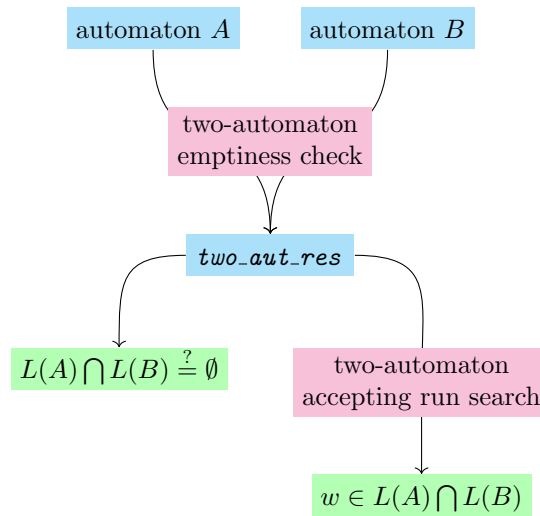 automaton A
automaton B
two-automaton
emptiness check
two_aut_res
L(A) ⋂ L(B) ≟ ∅
two-automaton
accepting run search
w ∈ L(A) ⋂ L(B)